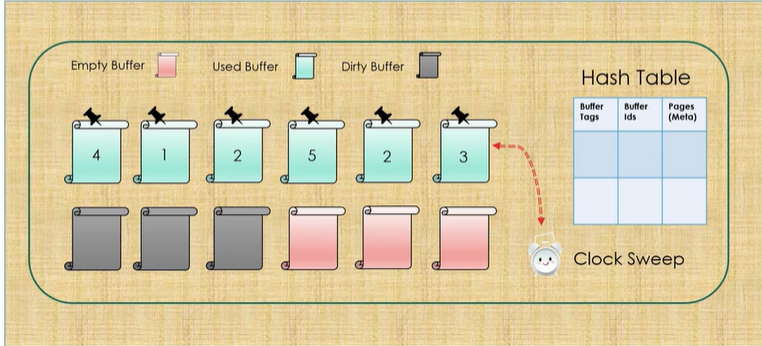 Empty Buffer
Used Buffer
Dirty Buffer
Hash Table
Buffer Tags
Buffer Ids
Pages (Meta)
4
1
2
5
2
3
Clock Sweep